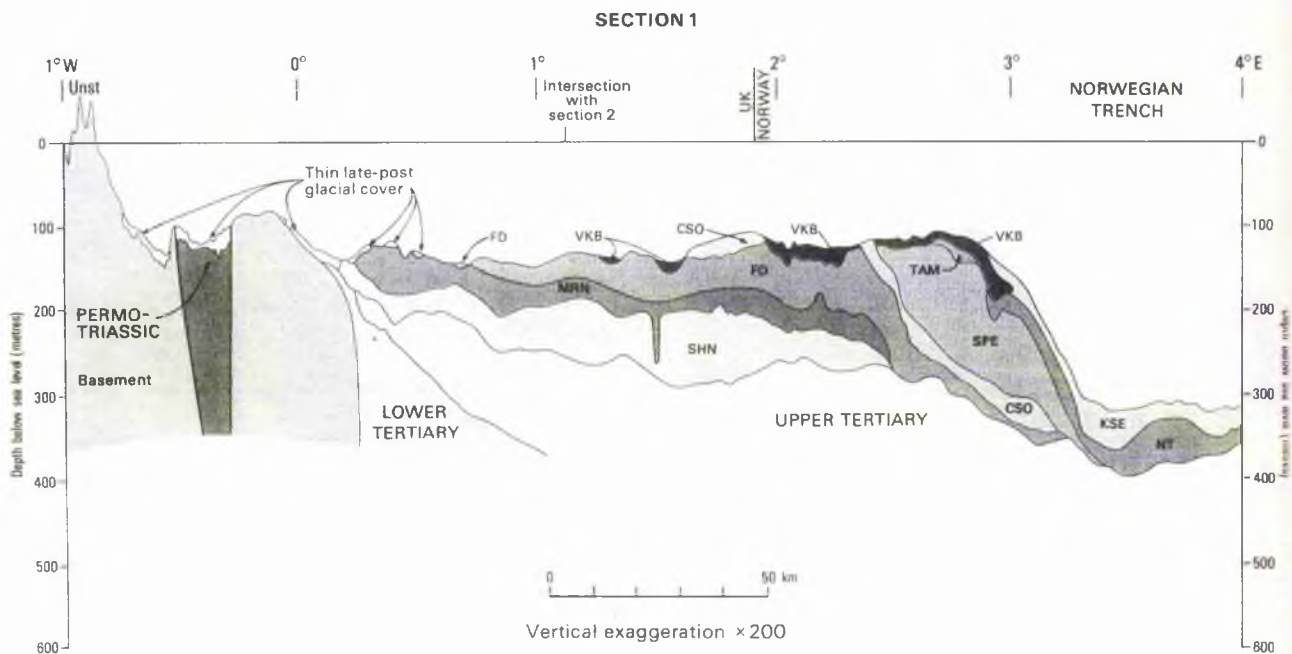 SECTION 1
1°W
0°
1°
2°
3°
4°E
Unst
Intersection
with
section 2
UK
NORWAY
NORWEGIAN
TRENCH
0
0
Thin late-post
glacial cover
100
100
FD
VKB
CSO
VKB
VKB
FD
TAM
MRN
200
200
PERMO-
TRIASSIC
SHN
SPE
Basement
300
300
LOWER
TERTIARY
UPPER TERTIARY
CSO
KSE
NT
400
400
500
500
600
600
Depth below sea level (metres)
0
50 km
Vertical exaggeration ×200